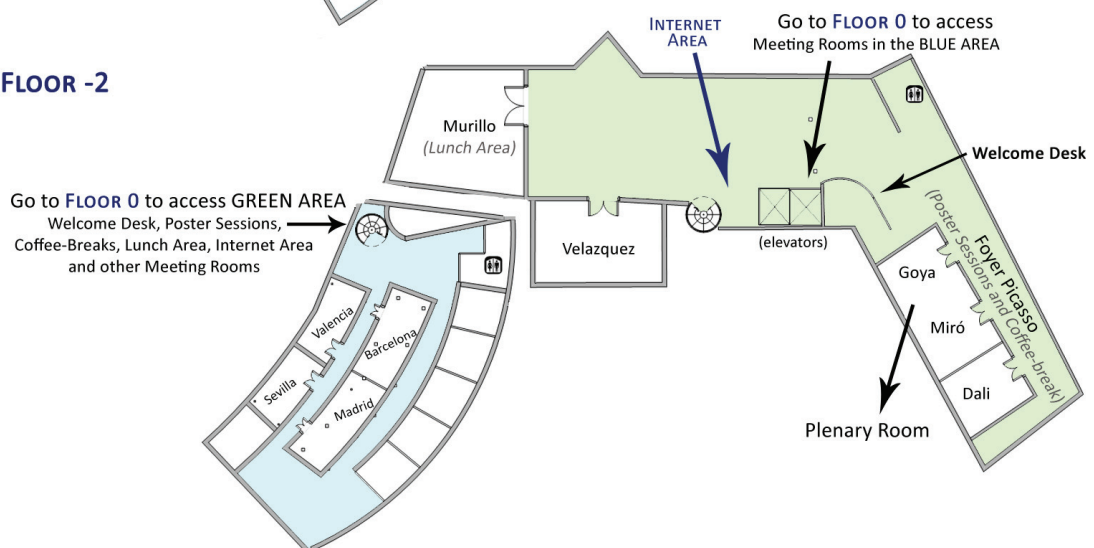 INTERNET
AREA
Go to FLOOR 0 to access
Meeting Rooms in the BLUE AREA
FLOOR -2
Murillo
(Lunch Area)
Welcome Desk
Go to FLOOR 0 to access GREEN AREA
Welcome Desk, Poster Sessions,
Coffee-Breaks, Lunch Area, Internet Area
and other Meeting Rooms
Velazquez
(elevators)
Foyer Picasso
(Poster Sessions and Coffee-break)
Goya
Miró
Dali
Plenary Room
Valencia
Barcelona
Sevilla
Madrid